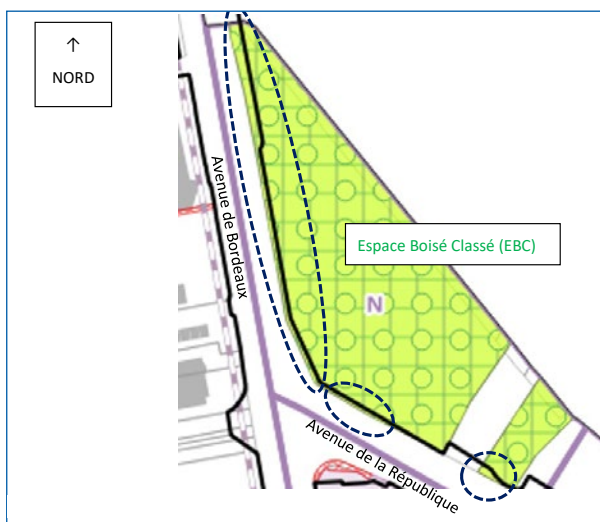 ↑
NORD
Avenue de Bordeaux
Espace Boisé Classé (EBC)
N
Avenue de la République